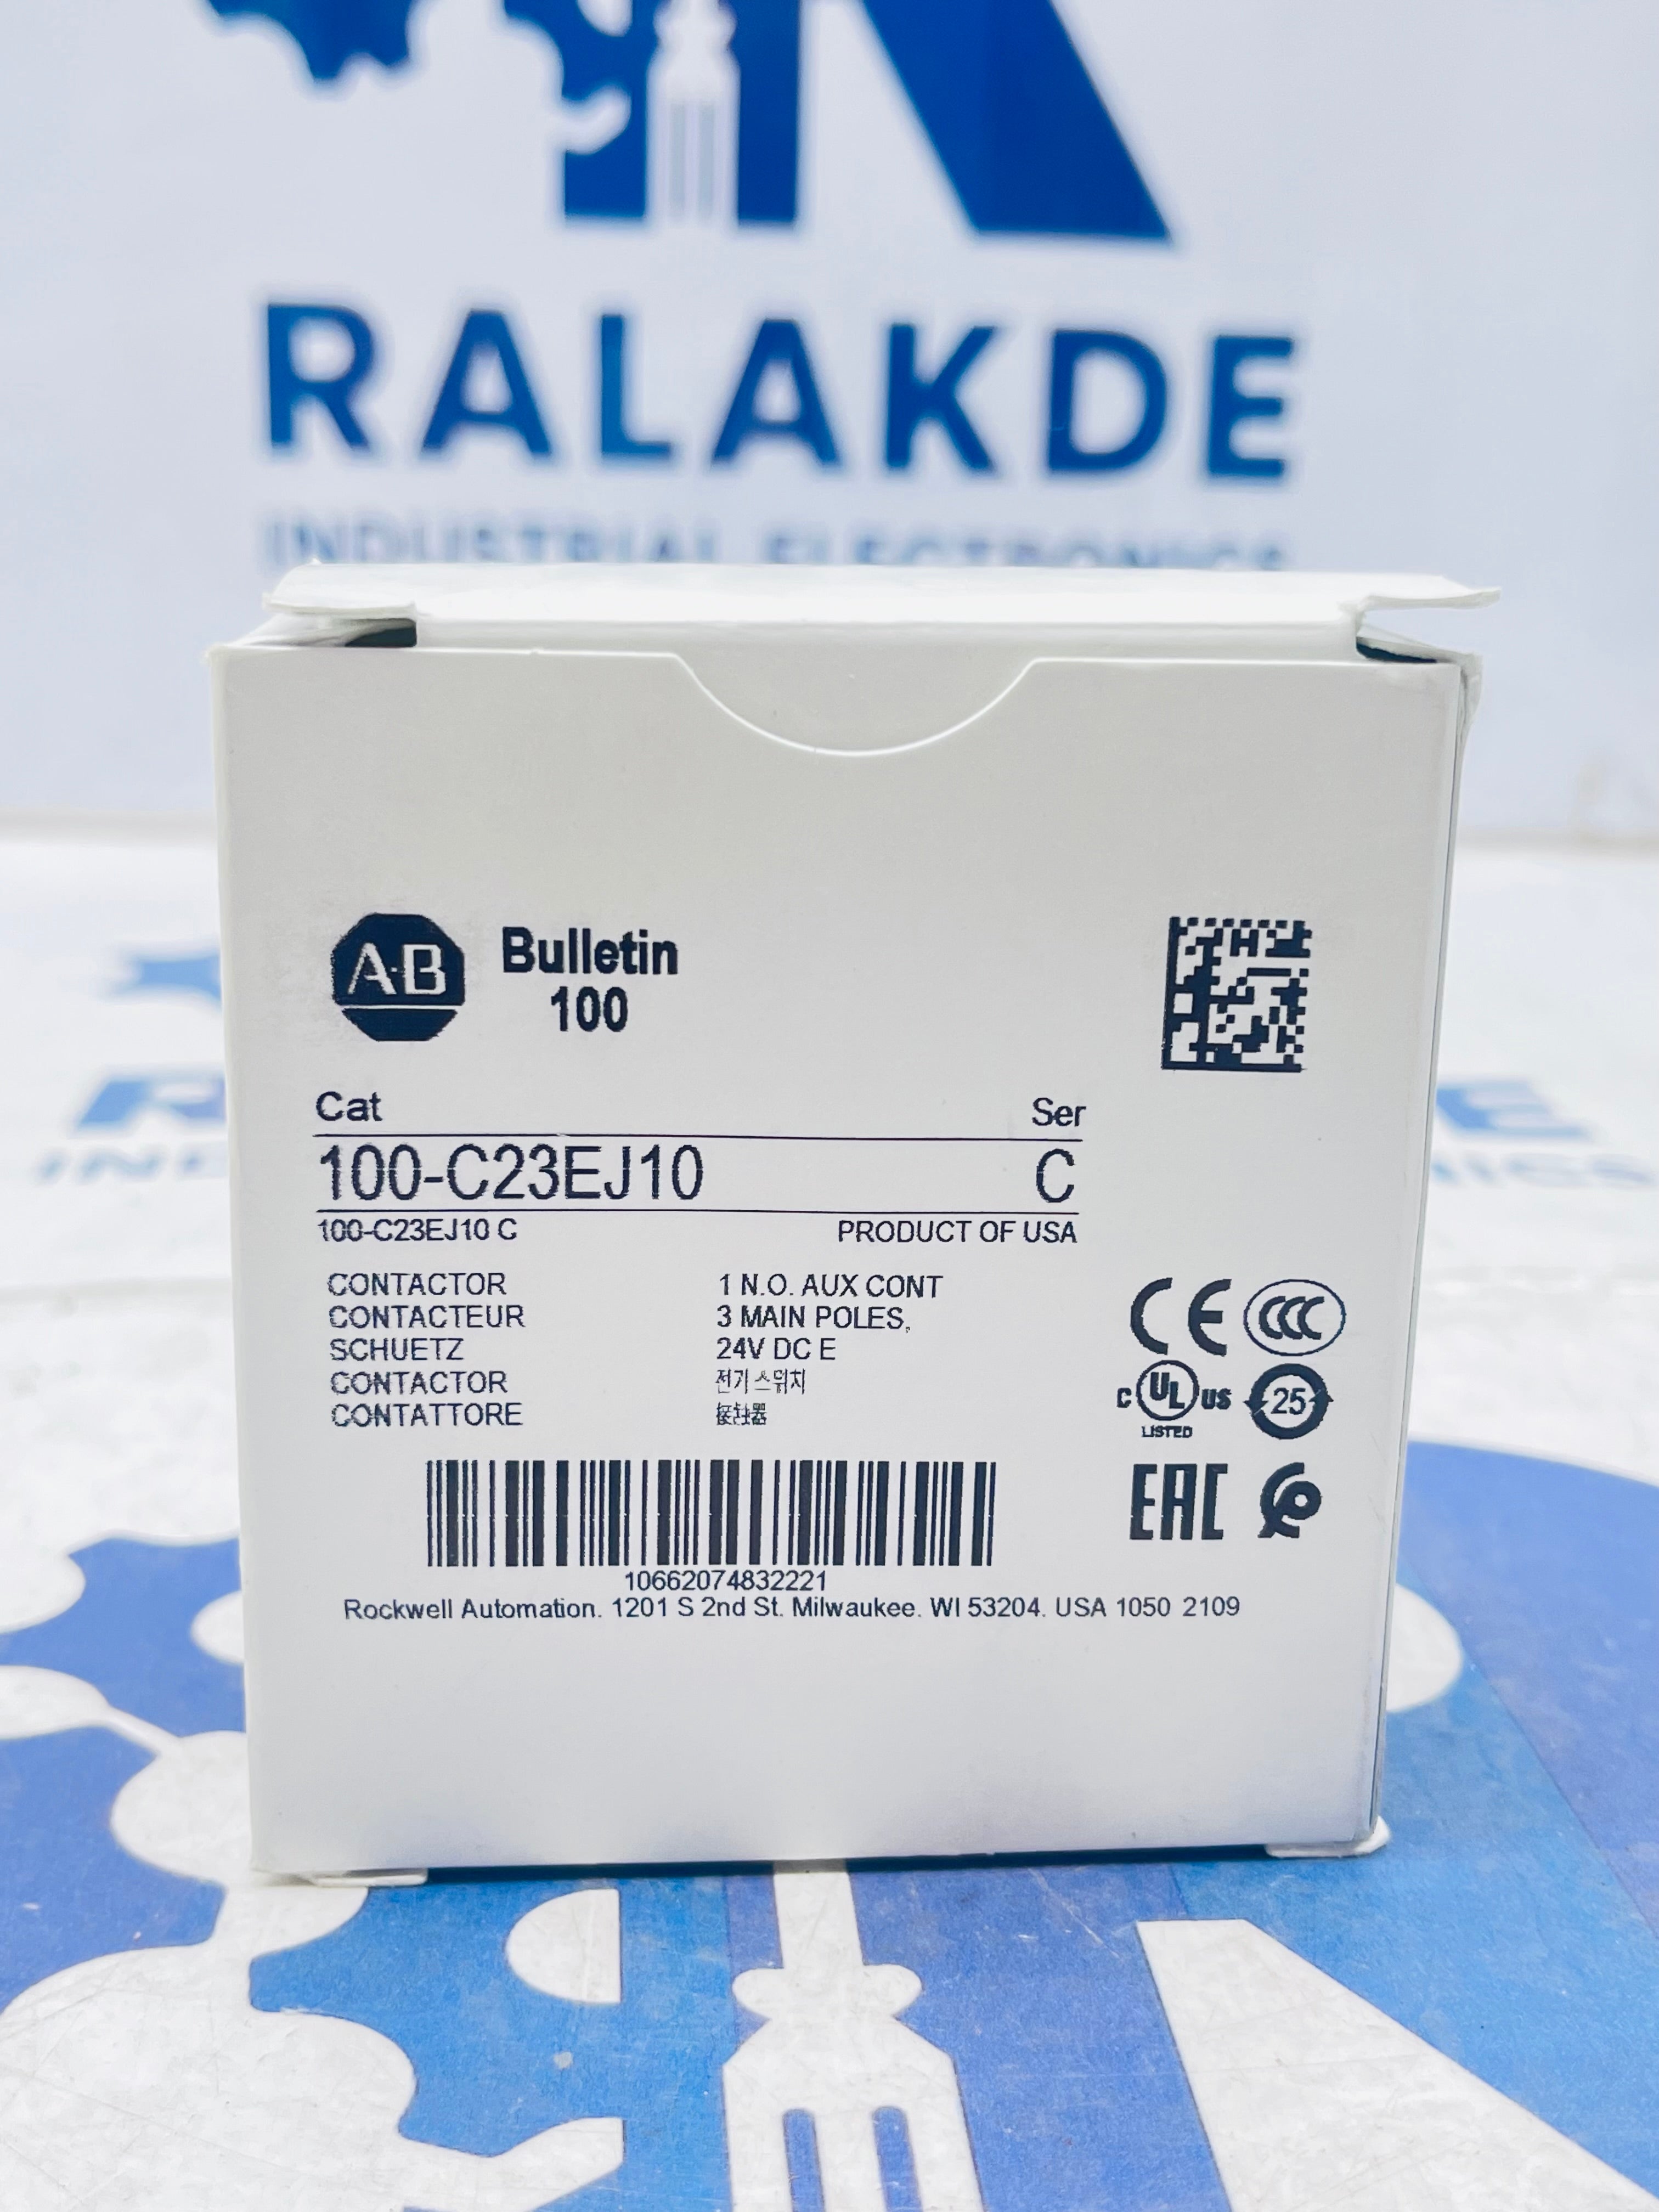 RALAKDE
INDUSTRIAL ELECTRONICS
A-B
Bulletin
100
Cat Ser
100-C23EJ10 C
100-C23EJ10 C PRODUCT OF USA
CONTACTOR 1 N.O. AUX CONT
CONTACTEUR 3 MAIN POLES,
SCHUETZ 24V DC E
CONTACTOR 전기 스위치
CONTATTORE 接触器
CE CCC
C UL US 25
LISTED
EAC
10662074832221
Rockwell Automation. 1201 S 2nd St. Milwaukee. WI 53204. USA 1050 2109